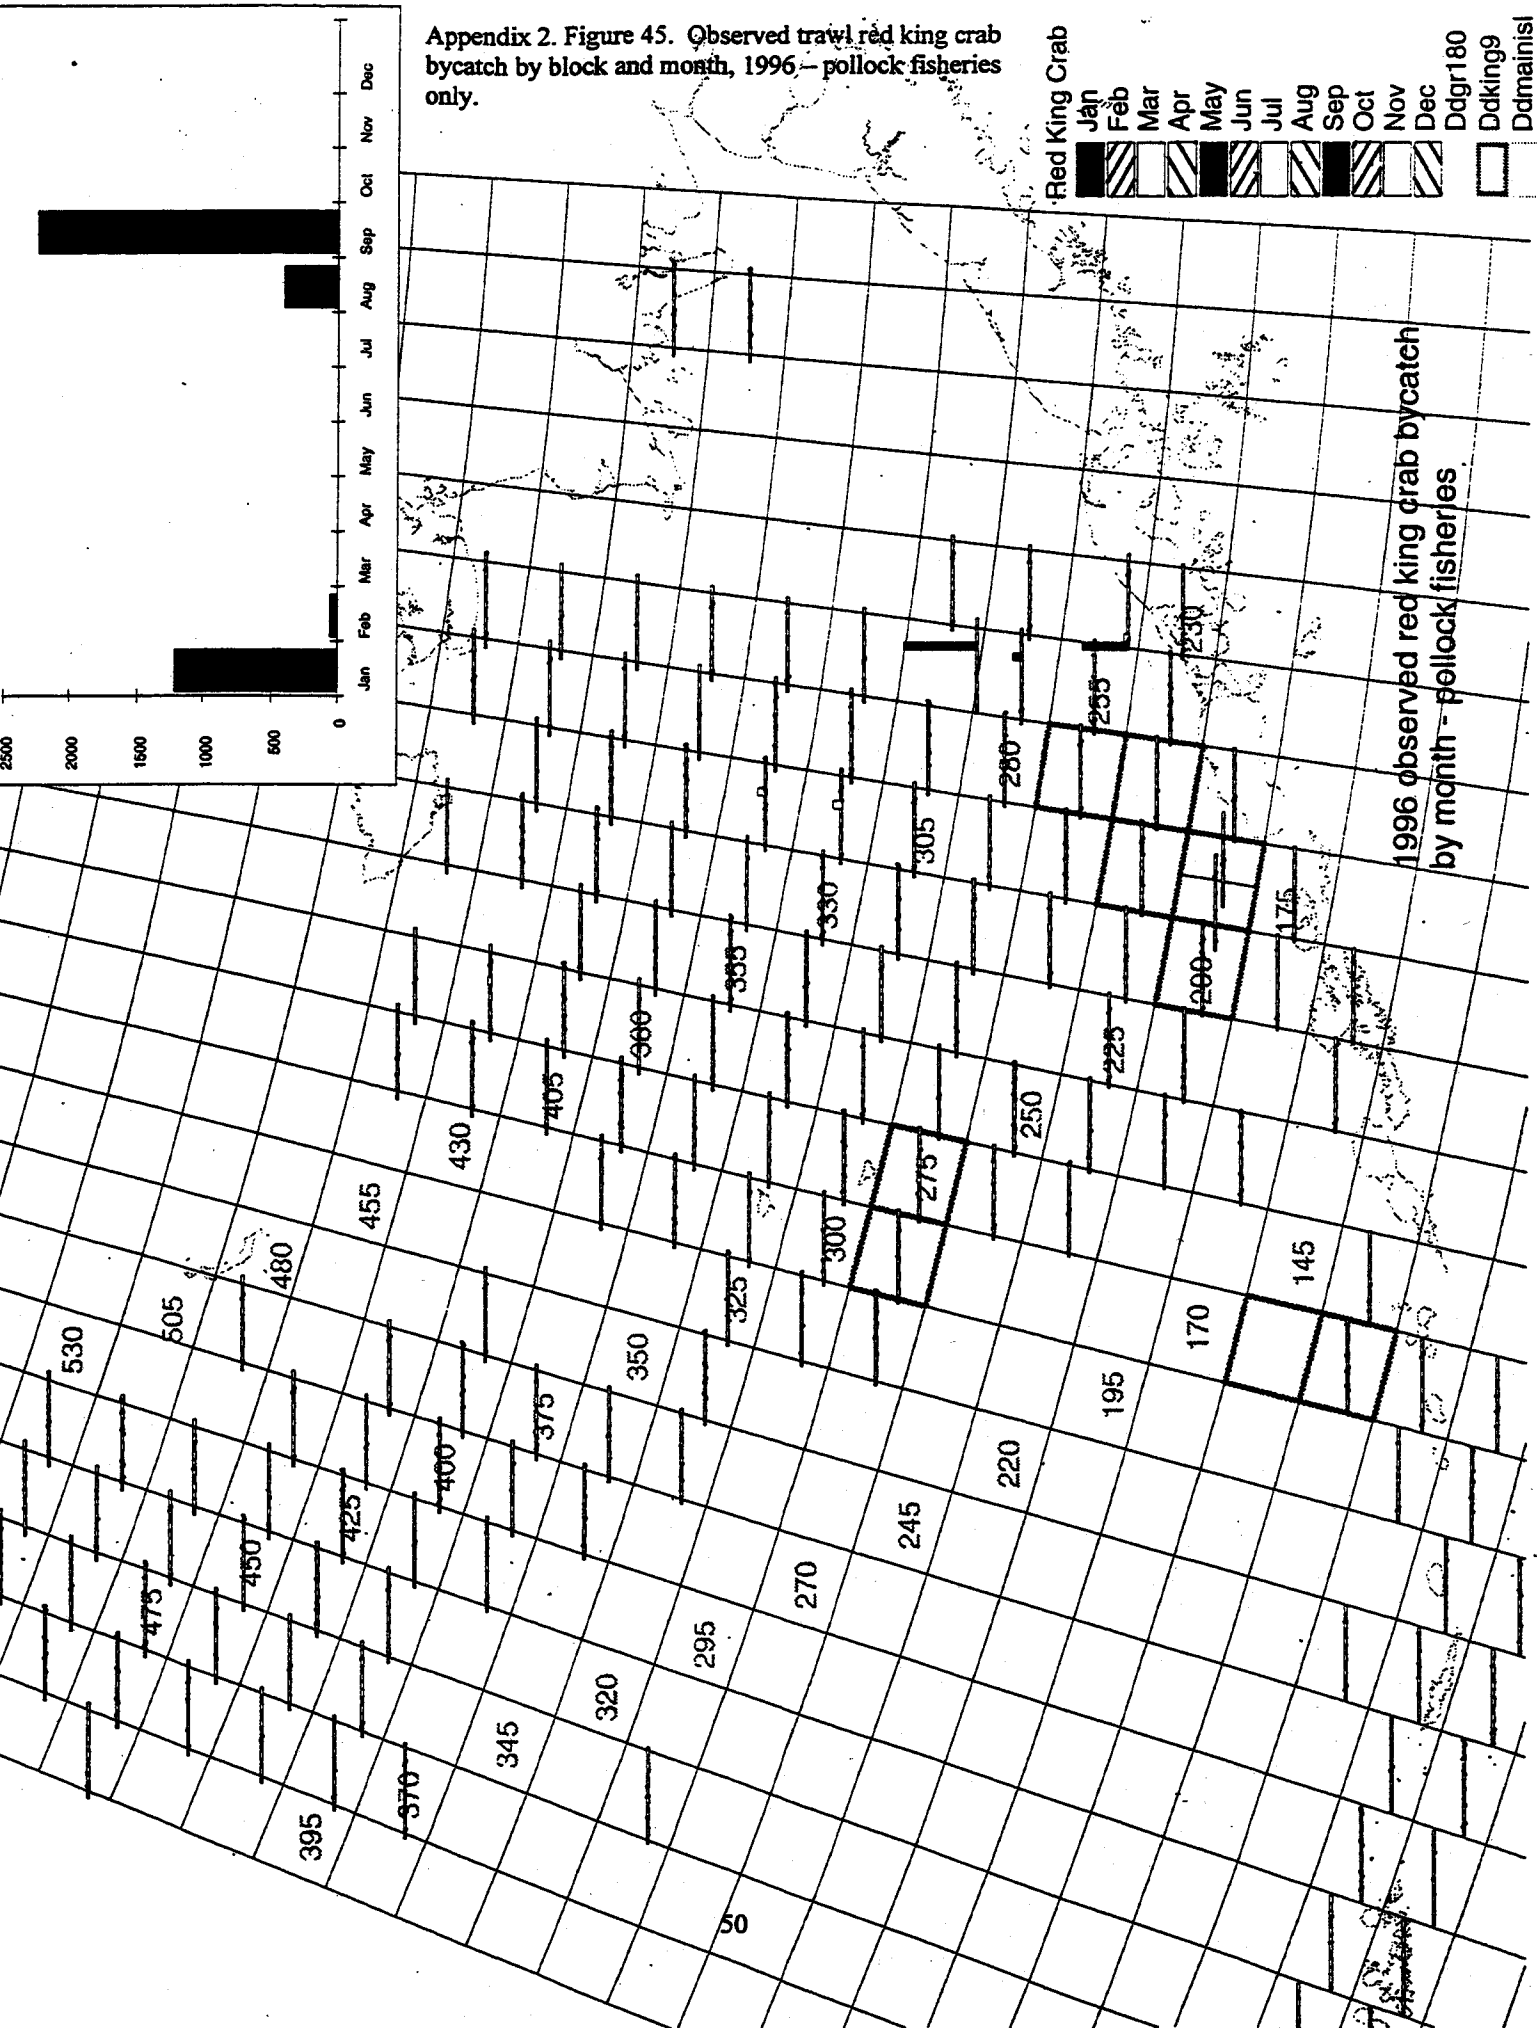 Appendix 2. Figure 45. Observed trawl red king crab
bycatch by block and month, 1996 – pollock fisheries
only.
2500
2000
1500
1000
500
0
Jan
Feb
Mar
Apr
May
Jun
Jul
Aug
Sep
Oct
Nov
Dec
Red King Crab
Jan
Feb
Mar
Apr
May
Jun
Jul
Aug
Sep
Oct
Nov
Dec
Ddgr180
Ddking9
Ddmainisl
1996 observed red king crab bycatch
by month - pollock fisheries
530
505
480
455
430
405
355
330
305
280
255
230
475
450
425
400
375
350
325
300
275
250
225
200
175
395
370
345
320
295
270
245
220
195
170
145
50